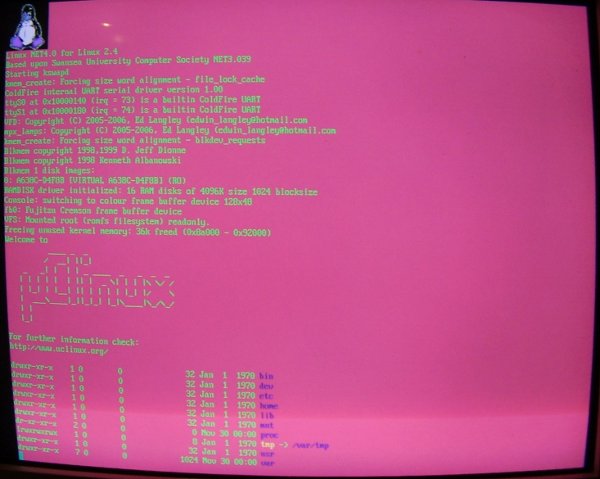 Linux NET4.0 for Linux 2.4
Based upon Swansea University Computer Society NET3.039
Starting kswapd
kmem_create: Forcing size word alignment - file_lock_cache
ColdFire internal UART serial driver version 1.00
ttyS0 at 0x10000140 (irq = 73) is a builtin ColdFire UART
ttyS1 at 0x10000180 (irq = 74) is a builtin ColdFire UART
VFD: Copyright (C) 2005-2006, Ed Langley (edwin_langley@hotmail.com)
mpx_lamps: Copyright (C) 2005-2006, Ed Langley (edwin_langley@hotmail.com)
kmem_create: Forcing size word alignment - blkdev_requests
Blkmem copyright 1998,1999 D. Jeff Dionne
Blkmem copyright 1998 Kenneth Albanowski
Blkmem 1 disk images:
0: A638C-D4F8B [VIRTUAL A638C-D4F8B] (RO)
RAMDISK driver initialized: 16 RAM disks of 4096K size 1024 blocksize
Console: switching to colour frame buffer device 128x48
fb0: Fujitsu Cremson frame buffer device
VFS: Mounted root (romfs filesystem) readonly.
Freeing unused kernel memory: 36k freed (0x8a000 - 0x92000)
Welcome to
For further information check:
http://www.uclinux.org/
drwxr-xr-x 1 0 0 32 Jan 1 1970 bin
drwxr-xr-x 1 0 0 32 Jan 1 1970 dev
drwxr-xr-x 1 0 0 32 Jan 1 1970 etc
drwxr-xr-x 1 0 0 32 Jan 1 1970 home
drwxr-xr-x 1 0 0 32 Jan 1 1970 lib
drwxr-xr-x 1 0 0 32 Jan 1 1970 mnt
dr-xr-xr-x 2 0 0 0 Nov 30 00:00 proc
lrwxrwxrwx 1 0 0 8 Jan 1 1970 tmp -> /var/tmp
drwxr-xr-x 1 0 0 32 Jan 1 1970 usr
drwxr-xr-x 7 0 0 1024 Nov 30 00:00 var